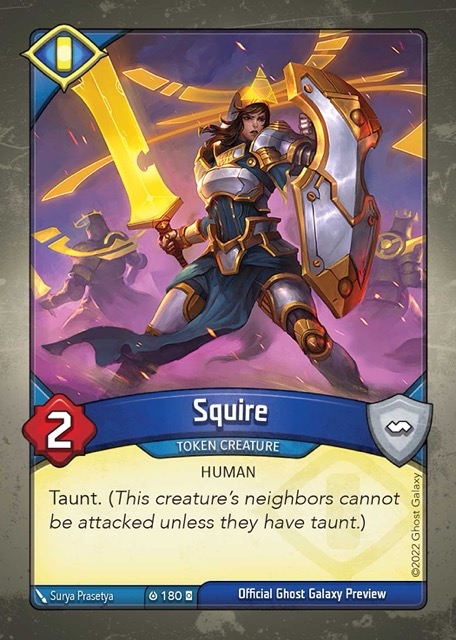 Squire
2
TOKEN CREATURE
HUMAN
Taunt. (This creature's neighbors cannot
be attacked unless they have taunt.)
©2022 Ghost Galaxy
Surya Prasetya
180
Official Ghost Galaxy Preview